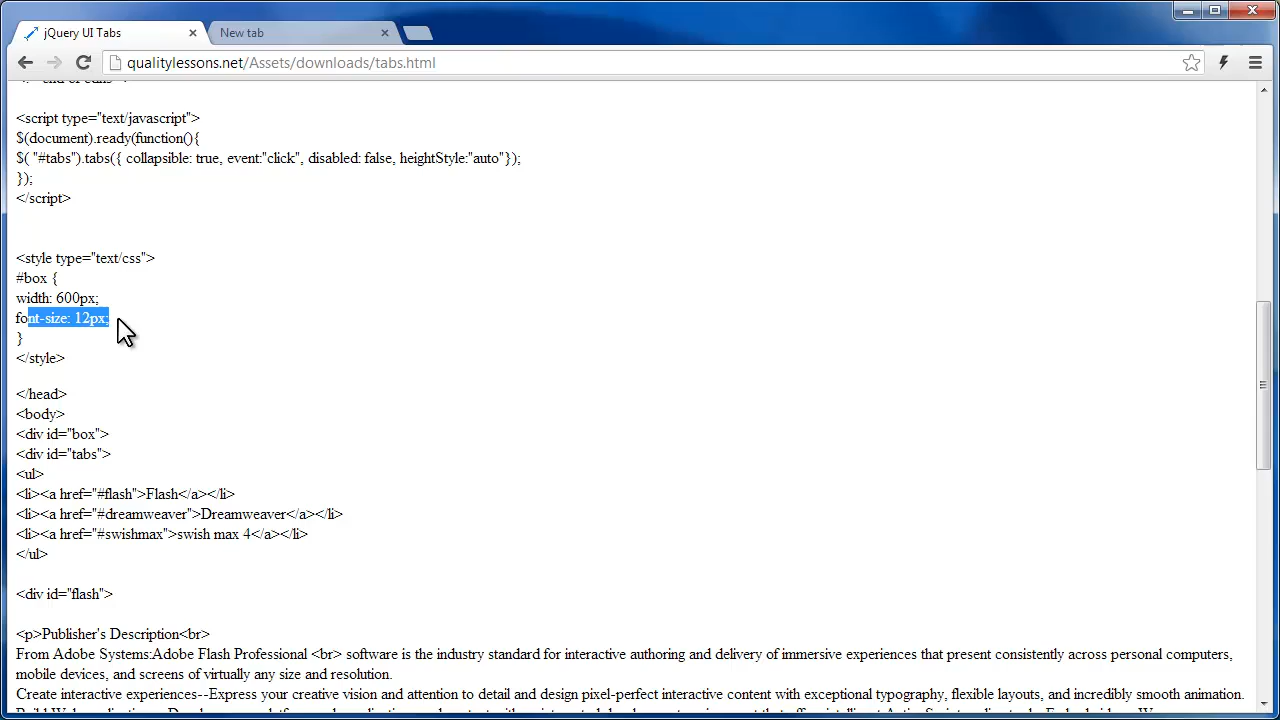 jQuery UI Tabs
New tab
qualitylessons.net/Assets/downloads/tabs.html
<script type="text/javascript">
$(document).ready(function(){
$( "#tabs").tabs({ collapsible: true, event:"click", disabled: false, heightStyle:"auto"});
});
</script>
<style type="text/css">
#box {
width: 600px;
font-size: 12px;
}
</style>
</head>
<body>
<div id="box">
<div id="tabs">
<ul>
<li><a href="#flash">Flash</a></li>
<li><a href="#dreamweaver">Dreamweaver</a></li>
<li><a href="#swishmax">swish max 4</a></li>
</ul>
<div id="flash">
<p>Publisher's Description<br>
From Adobe Systems:Adobe Flash Professional <br> software is the industry standard for interactive authoring and delivery of immersive experiences that present consistently across personal computers,
mobile devices, and screens of virtually any size and resolution.
Create interactive experiences--Express your creative vision and attention to detail and design pixel-perfect interactive content with exceptional typography, flexible layouts, and incredibly smooth animation.